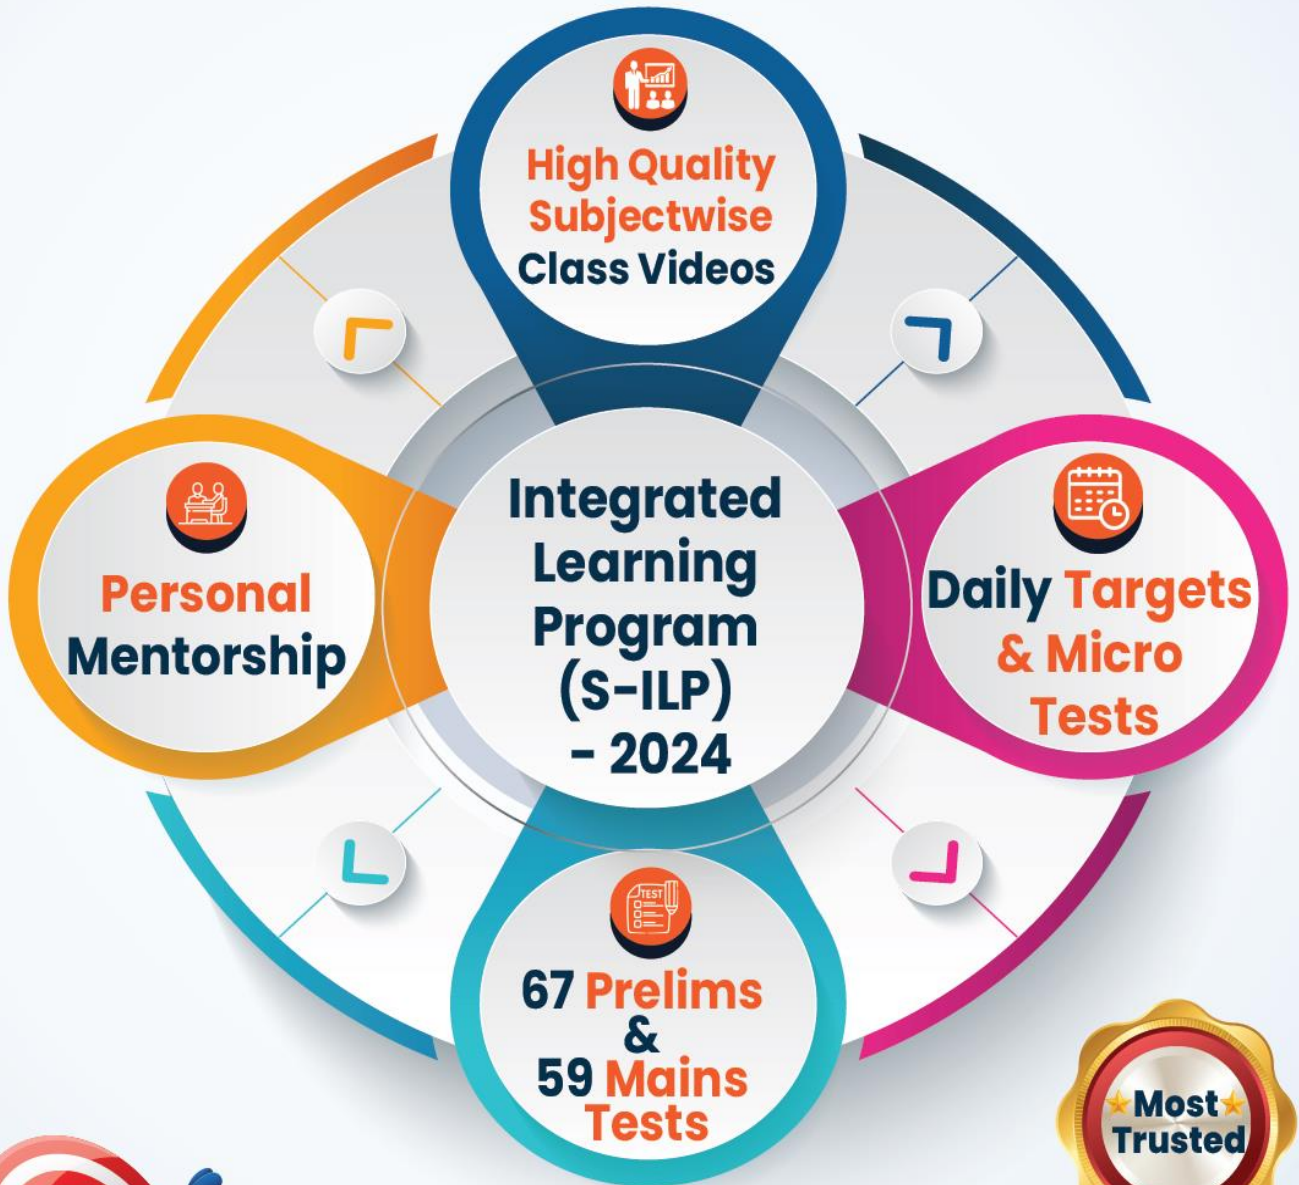 High Quality
Subjectwise
Class Videos
Personal
Mentorship
Integrated
Learning
Program
(S-ILP)
- 2024
Daily Targets
& Micro
Tests
TEST
67 Prelims
&
59 Mains
Tests
Most
Trusted